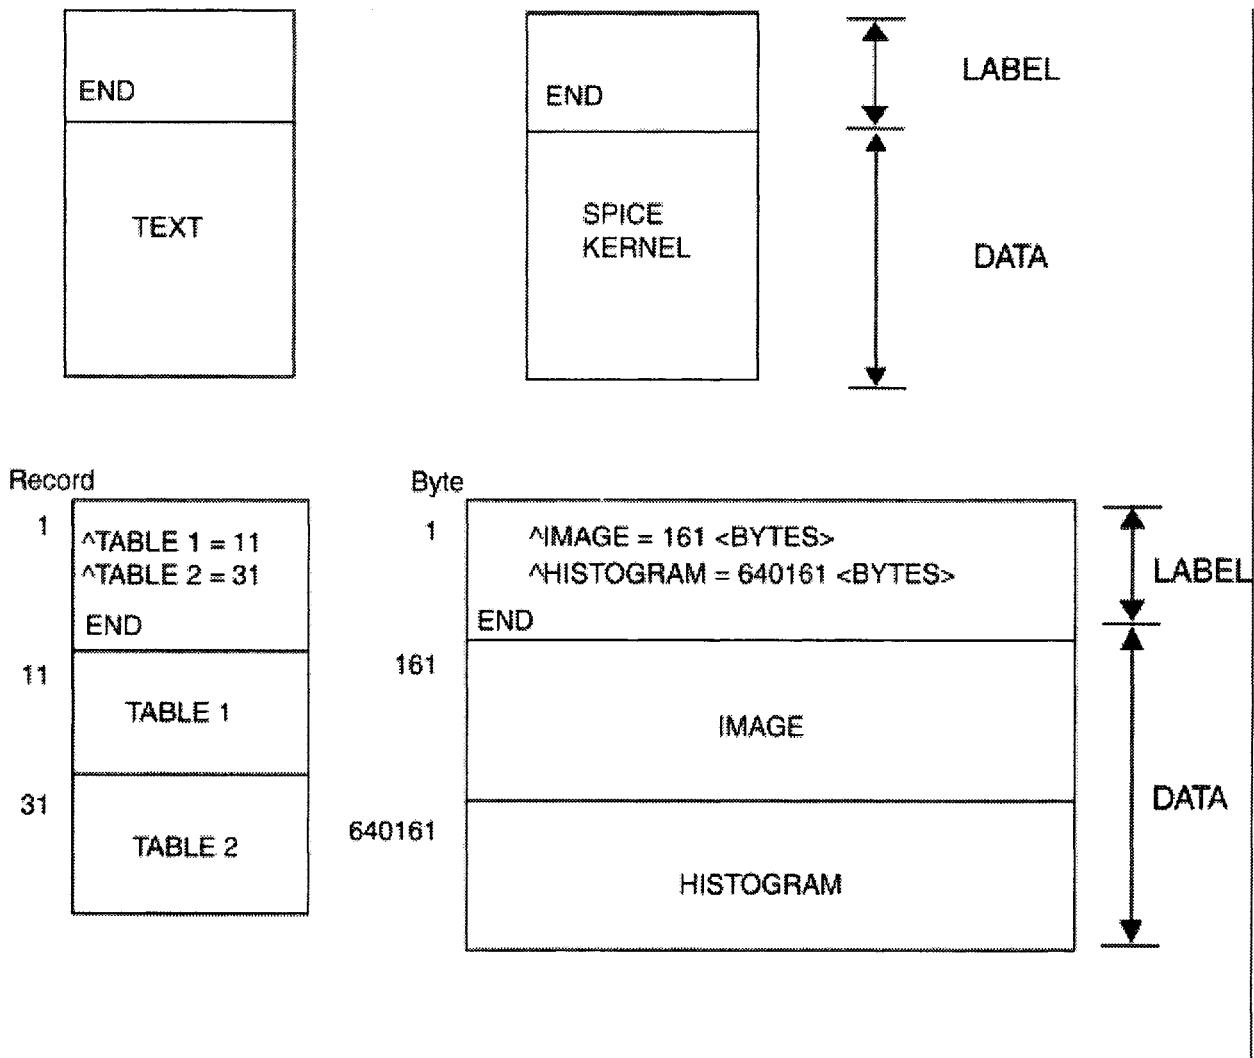 END
TEXT
END
SPICE
KERNEL
LABEL
DATA
Record
1
^TABLE 1 = 11
^TABLE 2 = 31
END
11
TABLE 1
31
TABLE 2
Byte
1
^IMAGE = 161 <BYTES>
^HISTOGRAM = 640161 <BYTES>
END
161
IMAGE
640161
HISTOGRAM
LABEL
DATA